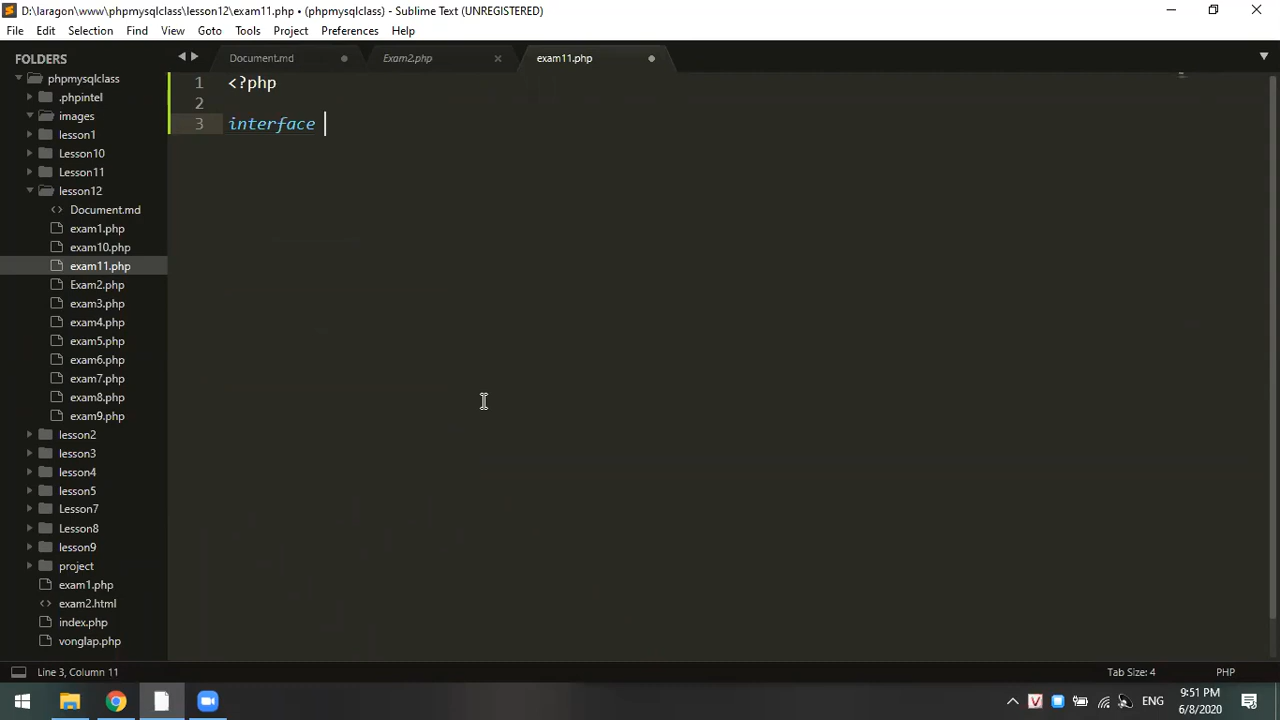 D:\laragon\www\phpmysqlclass\lesson12\exam11.php • (phpmysqlclass) - Sublime Text (UNREGISTERED)
File Edit Selection Find View Goto Tools Project Preferences Help
FOLDERS
phpmysqlclass
.phpintel
images
lesson1
Lesson10
Lesson11
lesson12
Document.md
exam1.php
exam10.php
exam11.php
Exam2.php
exam3.php
exam4.php
exam5.php
exam6.php
exam7.php
exam8.php
exam9.php
lesson2
lesson3
lesson4
lesson5
Lesson7
Lesson8
lesson9
project
exam1.php
exam2.html
index.php
vonglap.php
Document.md Exam2.php exam11.php
1 <?php
2
3 interface
Line 3, Column 11 Tab Size: 4 PHP
ENG
9:51 PM
6/8/2020